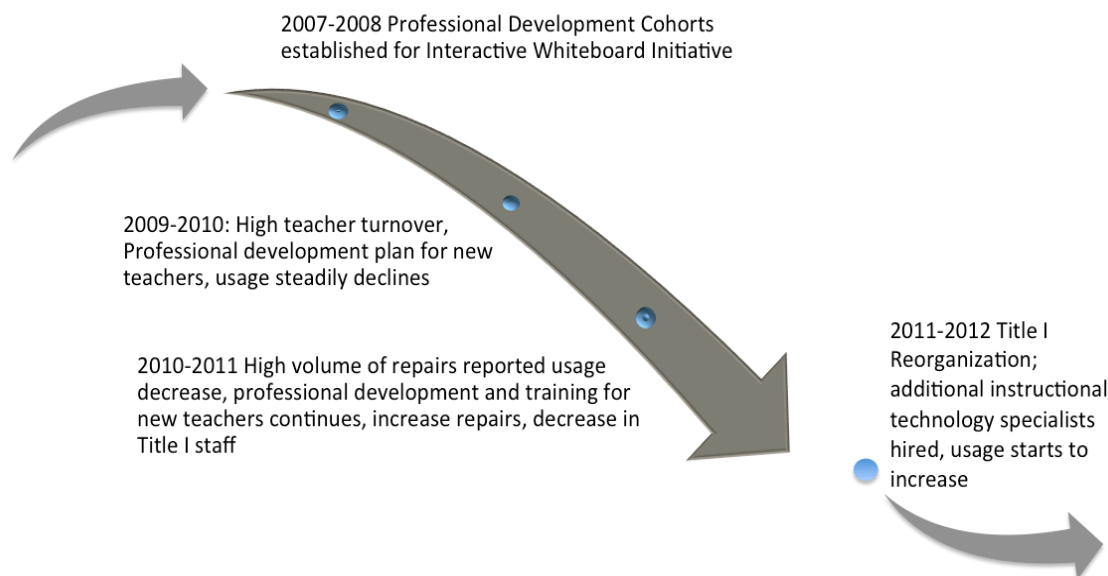 2007-2008 Professional Development Cohorts
established for Interactive Whiteboard Initiative
2009-2010: High teacher turnover,
Professional development plan for new
teachers, usage steadily declines
2010-2011 High volume of repairs reported usage
decrease, professional development and training for
new teachers continues, increase repairs, decrease in
Title I staff
2011-2012 Title I
Reorganization;
additional instructional
technology specialists
hired, usage starts to
increase